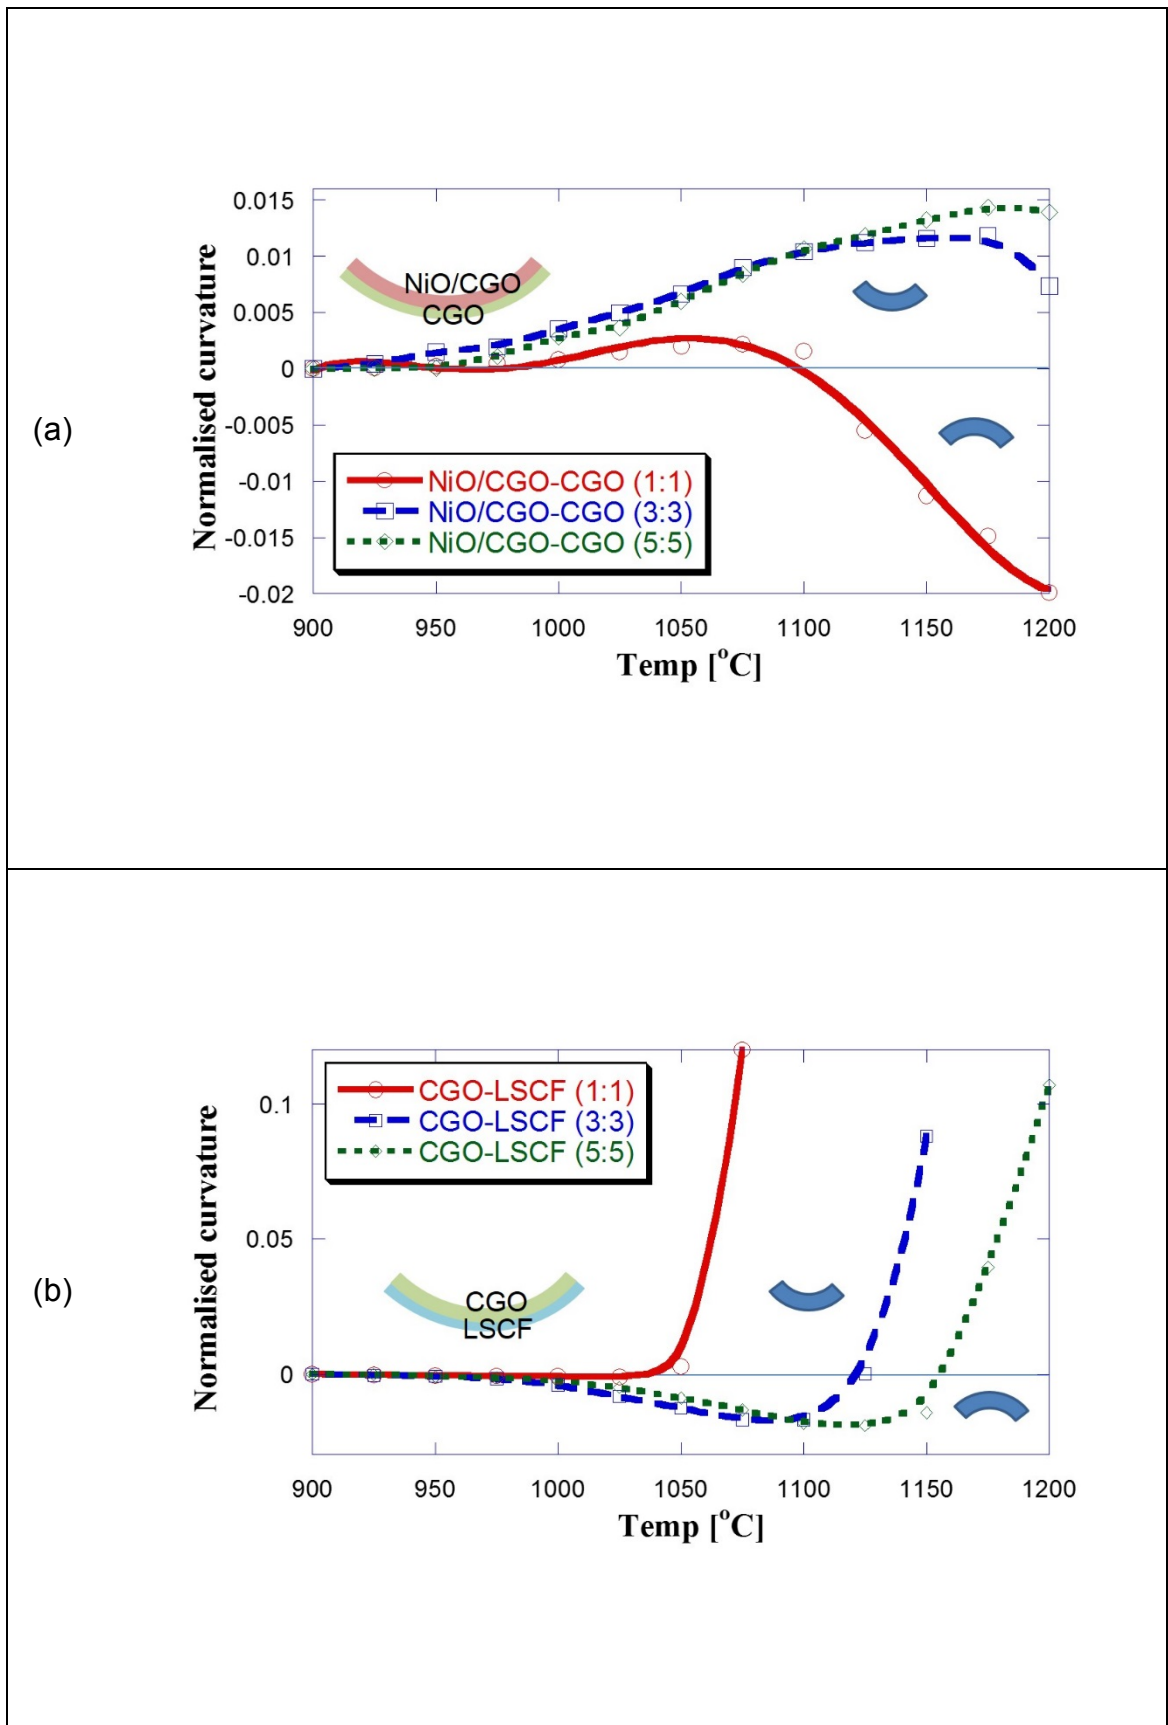 (a)
Normalised curvature
0.015
0.01
0.005
0
-0.005
-0.01
-0.015
-0.02
NiO/CGO
CGO
NiO/CGO-CGO (1:1)
NiO/CGO-CGO (3:3)
NiO/CGO-CGO (5:5)
900 950 1000 1050 1100 1150 1200
Temp [°C]
(b)
Normalised curvature
0.1
0.05
0
CGO-LSCF (1:1)
CGO-LSCF (3:3)
CGO-LSCF (5:5)
CGO
LSCF
900 950 1000 1050 1100 1150 1200
Temp [°C]